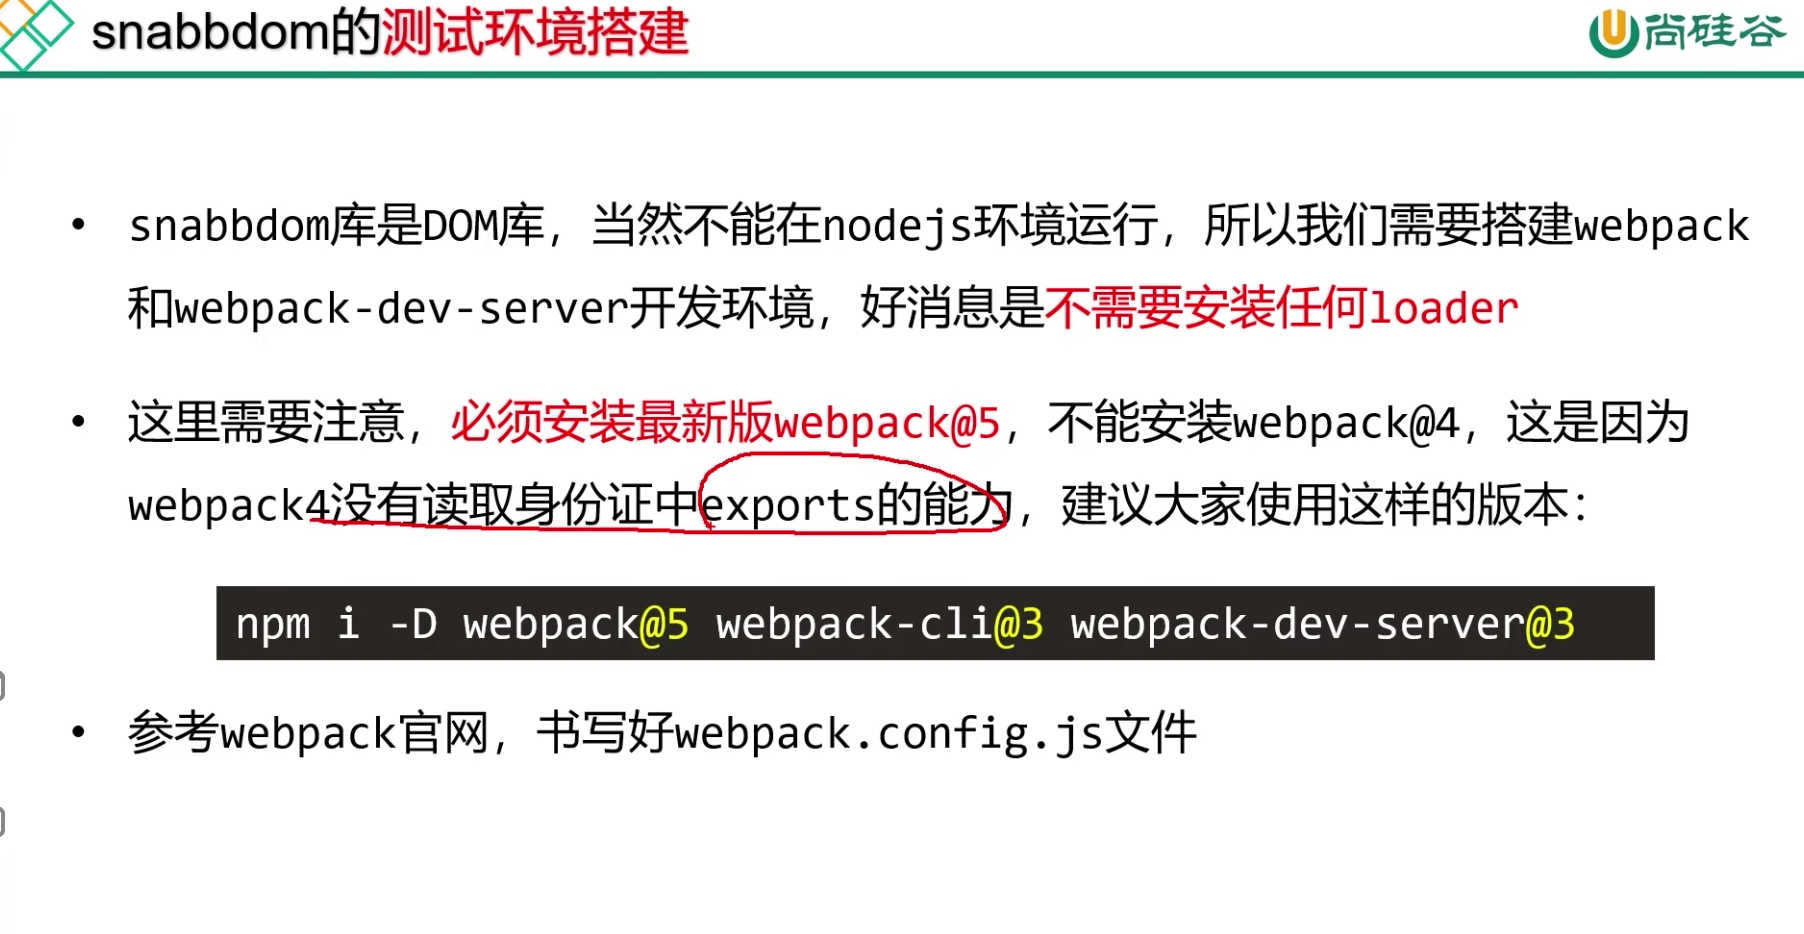 snabbdom的测试环境搭建
尚硅谷
• snabbdom库是DOM库，当然不能在nodejs环境运行，所以我们需要搭建webpack
和webpack-dev-server开发环境，好消息是不需要安装任何loader
• 这里需要注意，必须安装最新版webpack@5，不能安装webpack@4，这是因为
webpack4没有读取身份证中exports的能力，建议大家使用这样的版本：
npm i -D webpack@5 webpack-cli@3 webpack-dev-server@3
• 参考webpack官网，书写好webpack.config.js文件